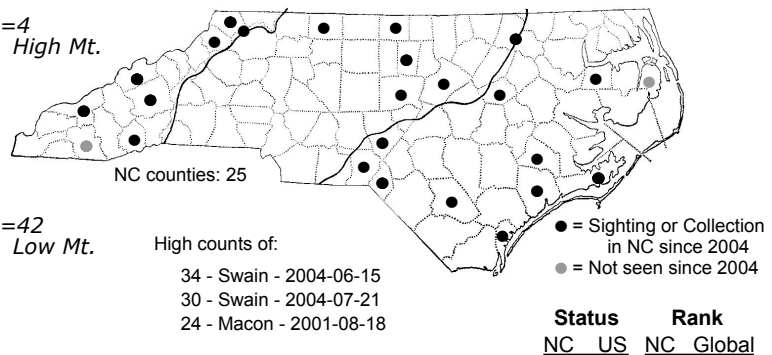 =4
High Mt.
NC counties: 25
=42
Low Mt.
High counts of:
34 - Swain - 2004-06-15
30 - Swain - 2004-07-21
24 - Macon - 2001-08-18
= Sighting or Collection
in NC since 2004
= Not seen since 2004
Status Rank
NC US NC Global